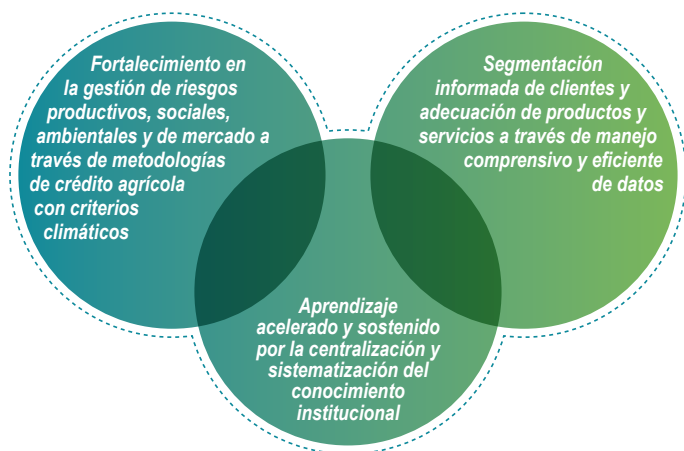 Fortalecimiento en
la gestión de riesgos
productivos, sociales,
ambientales y de mercado a
través de metodologías
de crédito agrícola
con criterios
climáticos
Segmentación
informada de clientes y
adecuación de productos y
servicios a través de manejo
comprensivo y eficiente
de datos
Aprendizaje
acelerado y sostenido
por la centralización y
sistematización del
conocimiento
institucional